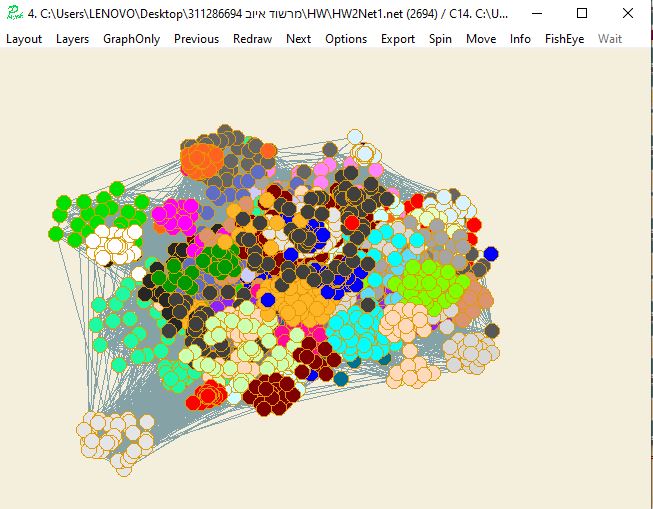 4. C:\Users\LENOVO\Desktop\311286694 מרשוד איוב\HW\HW2Net1.net (2694) / C14. C:\U...
Layout Layers GraphOnly Previous Redraw Next Options Export Spin Move Info FishEye Wait